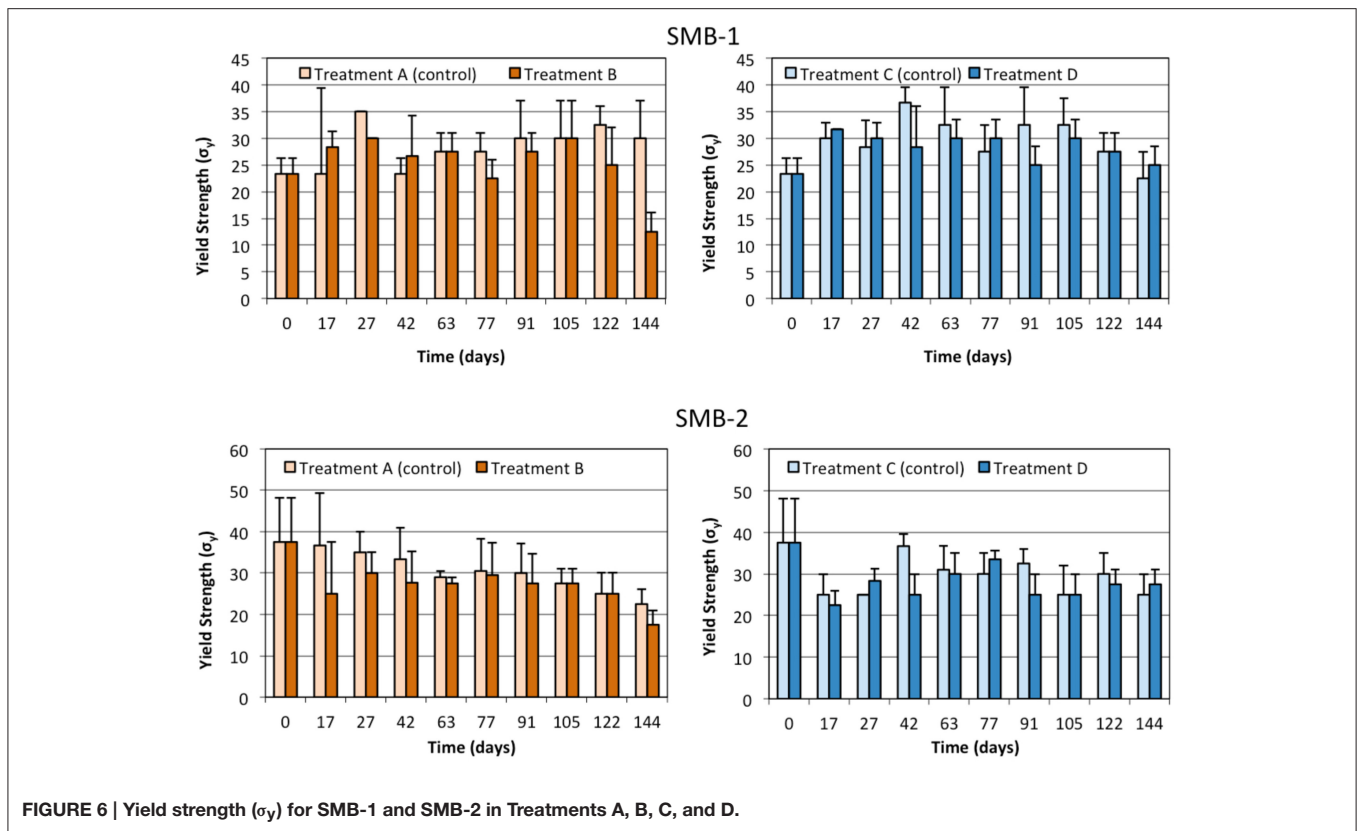 SMB-1
Treatment A (control) Treatment B
45
40
35
30
25
20
15
10
5
0
Yield Strength (σy)
0 17 27 42 63 77 91 105 122 144
Time (days)
Treatment C (control) Treatment D
45
40
35
30
25
20
15
10
5
0
Yield Strength (σy)
0 17 27 42 63 77 91 105 122 144
Time (days)
SMB-2
Treatment A (control) Treatment B
60
50
40
30
20
10
0
Yield Strength (σy)
0 17 27 42 63 77 91 105 122 144
Time (days)
Treatment C (control) Treatment D
60
50
40
30
20
10
0
Yield Strength (σy)
0 17 27 42 63 77 91 105 122 144
Time (days)
FIGURE 6 | Yield strength (σy) for SMB-1 and SMB-2 in Treatments A, B, C, and D.